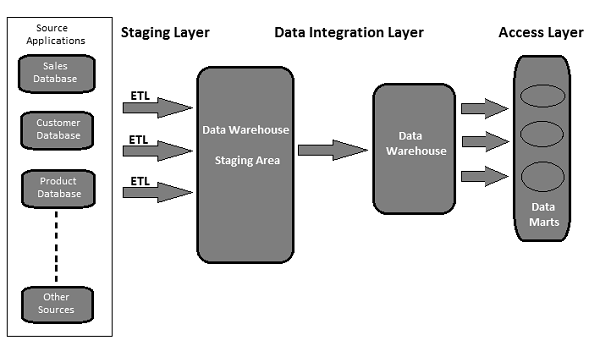 Source
Applications
Sales
Database
Customer
Database
Product
Database
Other
Sources
Staging Layer
ETL
ETL
ETL
Data Warehouse
Staging Area
Data Integration Layer
Data
Warehouse
Access Layer
Data
Marts